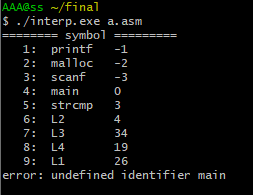 AAA@ss ~/final
$ ./interp.exe a.asm
======== symbol =========
1: printf -1
2: malloc -2
3: scanf -3
4: main 0
5: strcmp 3
6: L2 4
7: L3 34
8: L4 19
9: L1 26
error: undefined identifier main